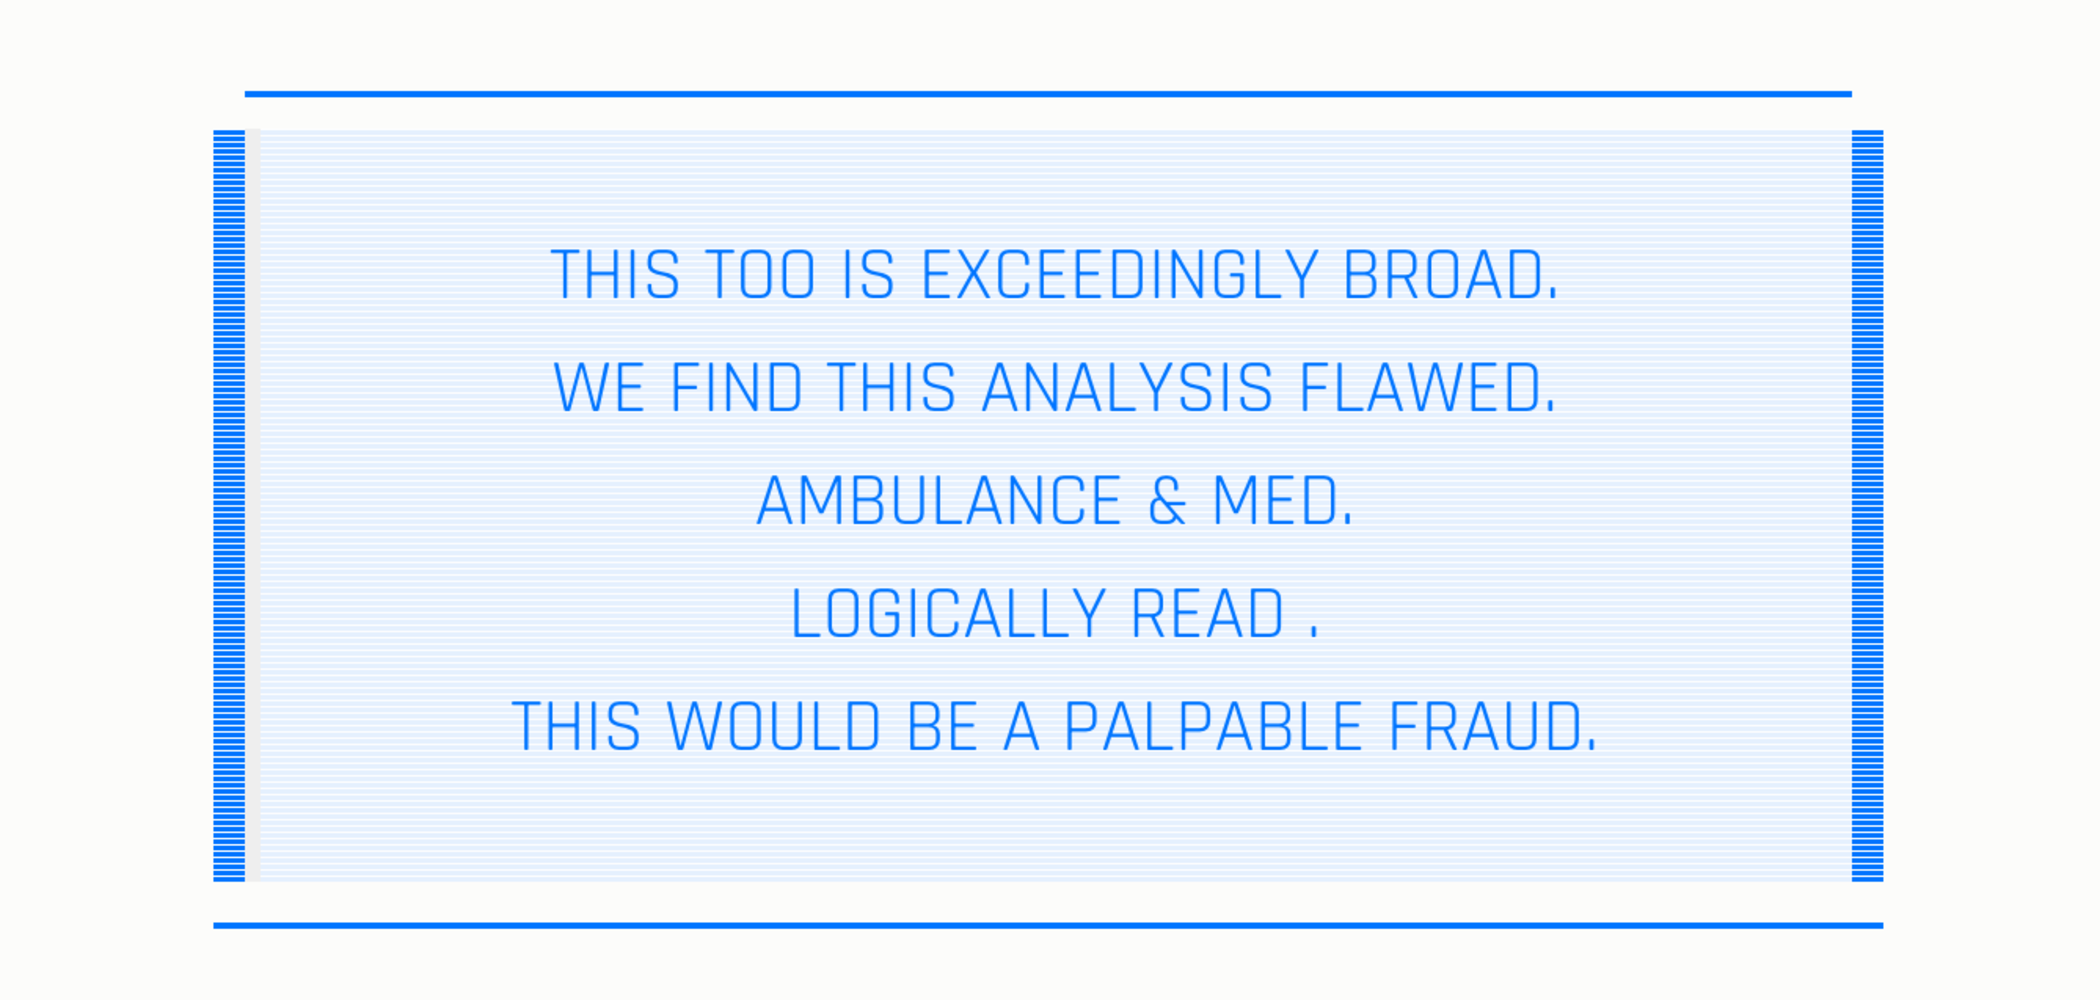 THIS TOO IS EXCEEDINGLY BROAD.
WE FIND THIS ANALYSIS FLAWED.
AMBULANCE & MED.
LOGICALLY READ .
THIS WOULD BE A PALPABLE FRAUD.